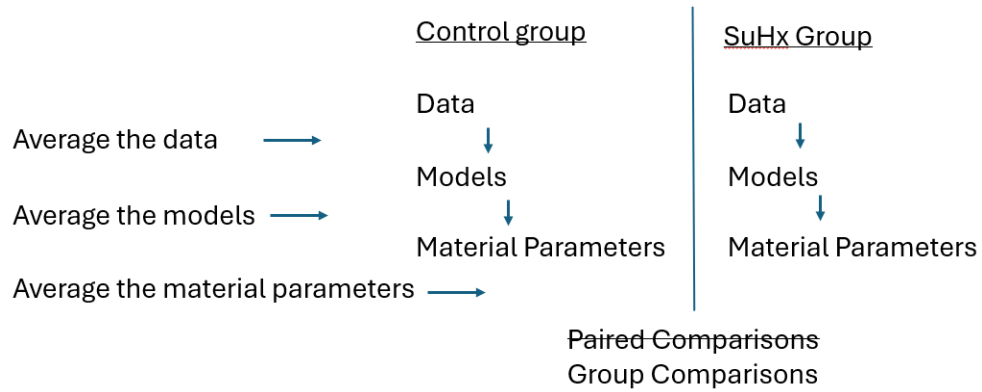 Control group
SuHx Group
Data
Data
Average the data
Models
Models
Average the models
Material Parameters
Material Parameters
Average the material parameters
Paired Comparisons
Group Comparisons